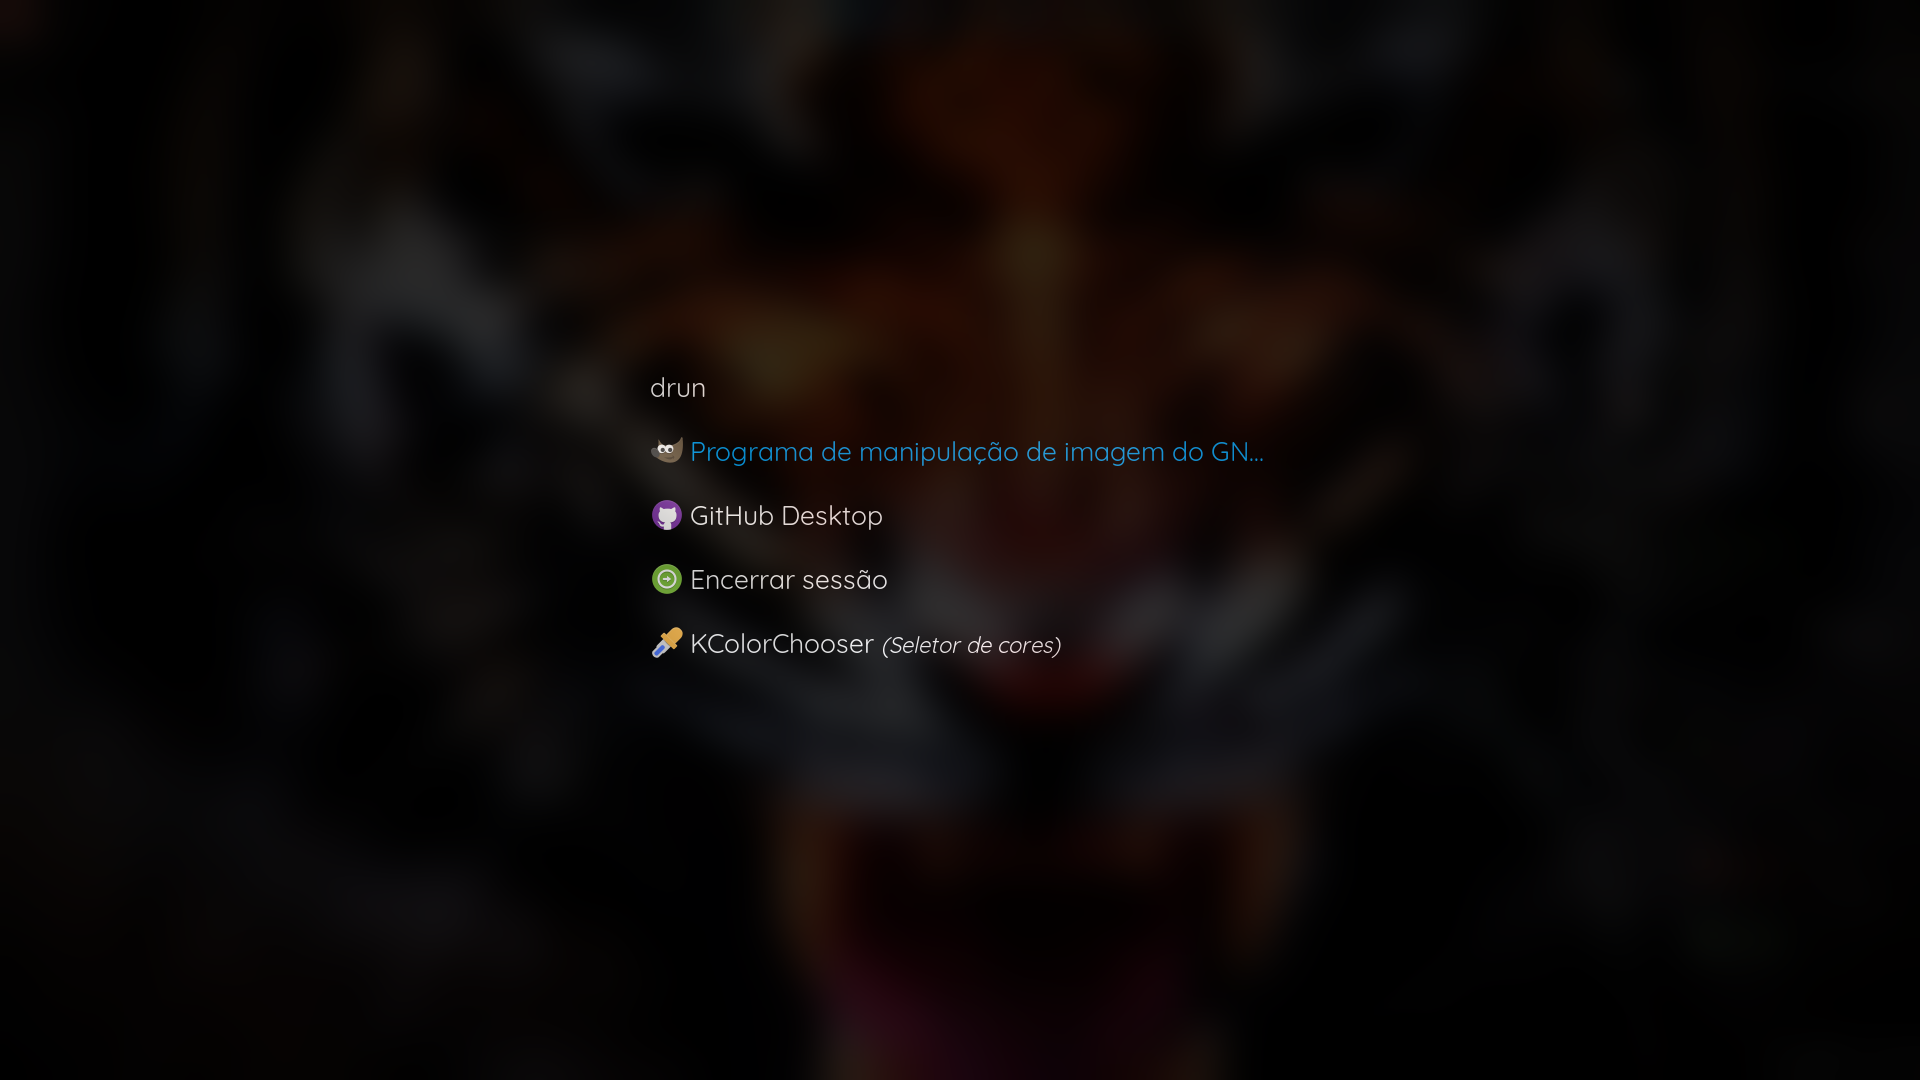 drun
Programa de manipulação de imagem do GN...
GitHub Desktop
Encerrar sessão
KColorChooser (Seletor de cores)